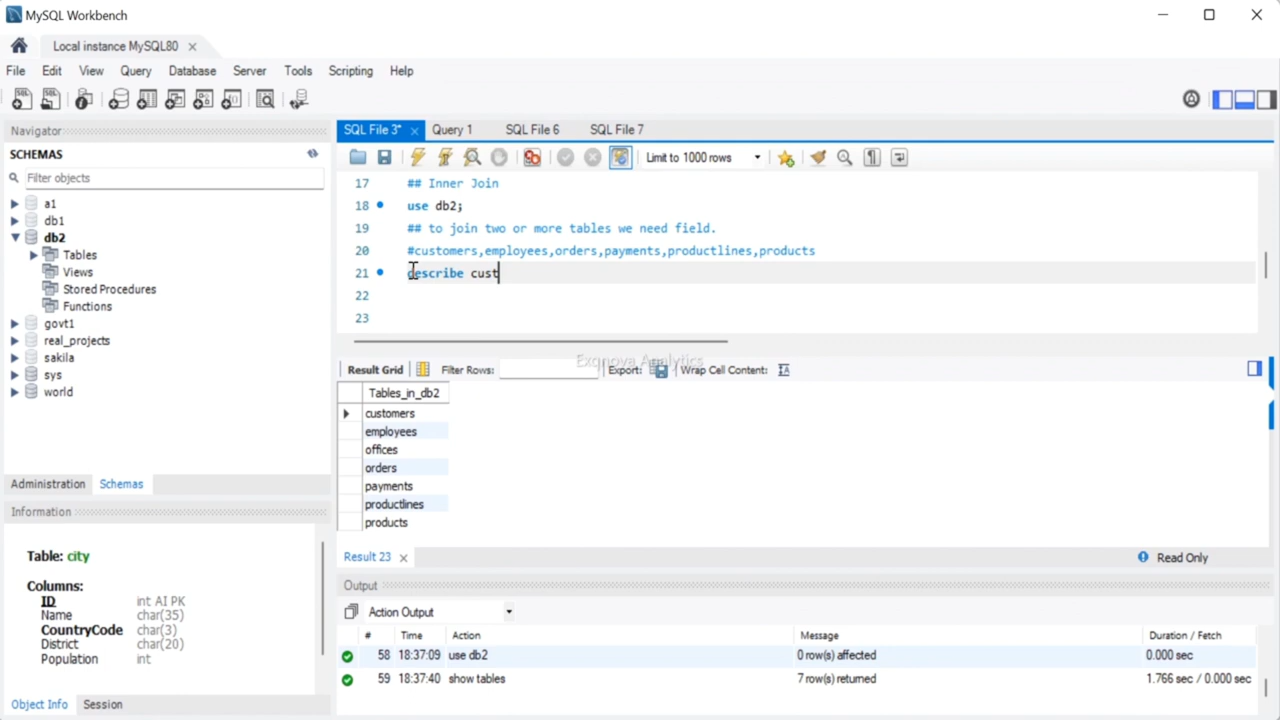 MySQL Workbench
Local instance MySQL80
File Edit View Query Database Server Tools Scripting Help
Navigator
SCHEMAS
Filter objects
a1
db1
db2
Tables
Views
Stored Procedures
Functions
govt1
real_projects
sakila
sys
world
Administration Schemas
Information
Table: city
Columns:
ID int AI PK
Name char(35)
CountryCode char(3)
District char(20)
Population int
Object Info Session
SQL File 3* Query 1 SQL File 6 SQL File 7
Limit to 1000 rows
17 ## Inner Join
18 use db2;
19 ## to join two or more tables we need field.
20 #customers,employees,orders,payments,productlines,products
21 describe cust
22
23
Exqnova Analytics
Result Grid Filter Rows: Export: Wrap Cell Content:
Tables_in_db2
customers
employees
offices
orders
payments
productlines
products
Result 23 Read Only
Output
Action Output
# Time Action Message Duration / Fetch
58 18:37:09 use db2 0 row(s) affected 0.000 sec
59 18:37:40 show tables 7 row(s) returned 1.766 sec / 0.000 sec